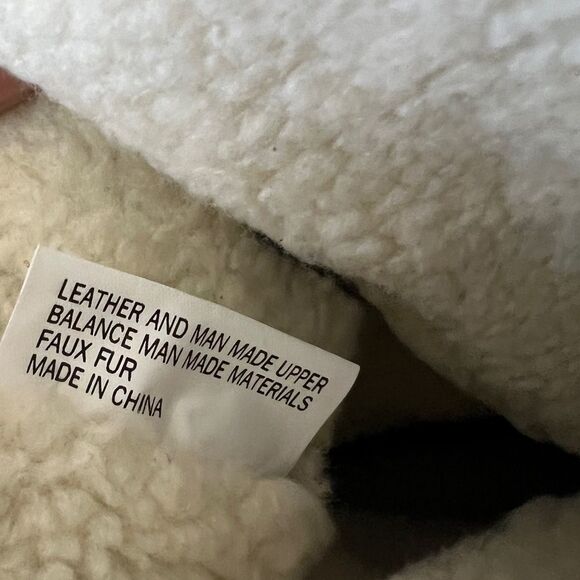 LEATHER AND MAN MADE UPPER
BALANCE MAN MADE MATERIALS
FAUX FUR
MADE IN CHINA